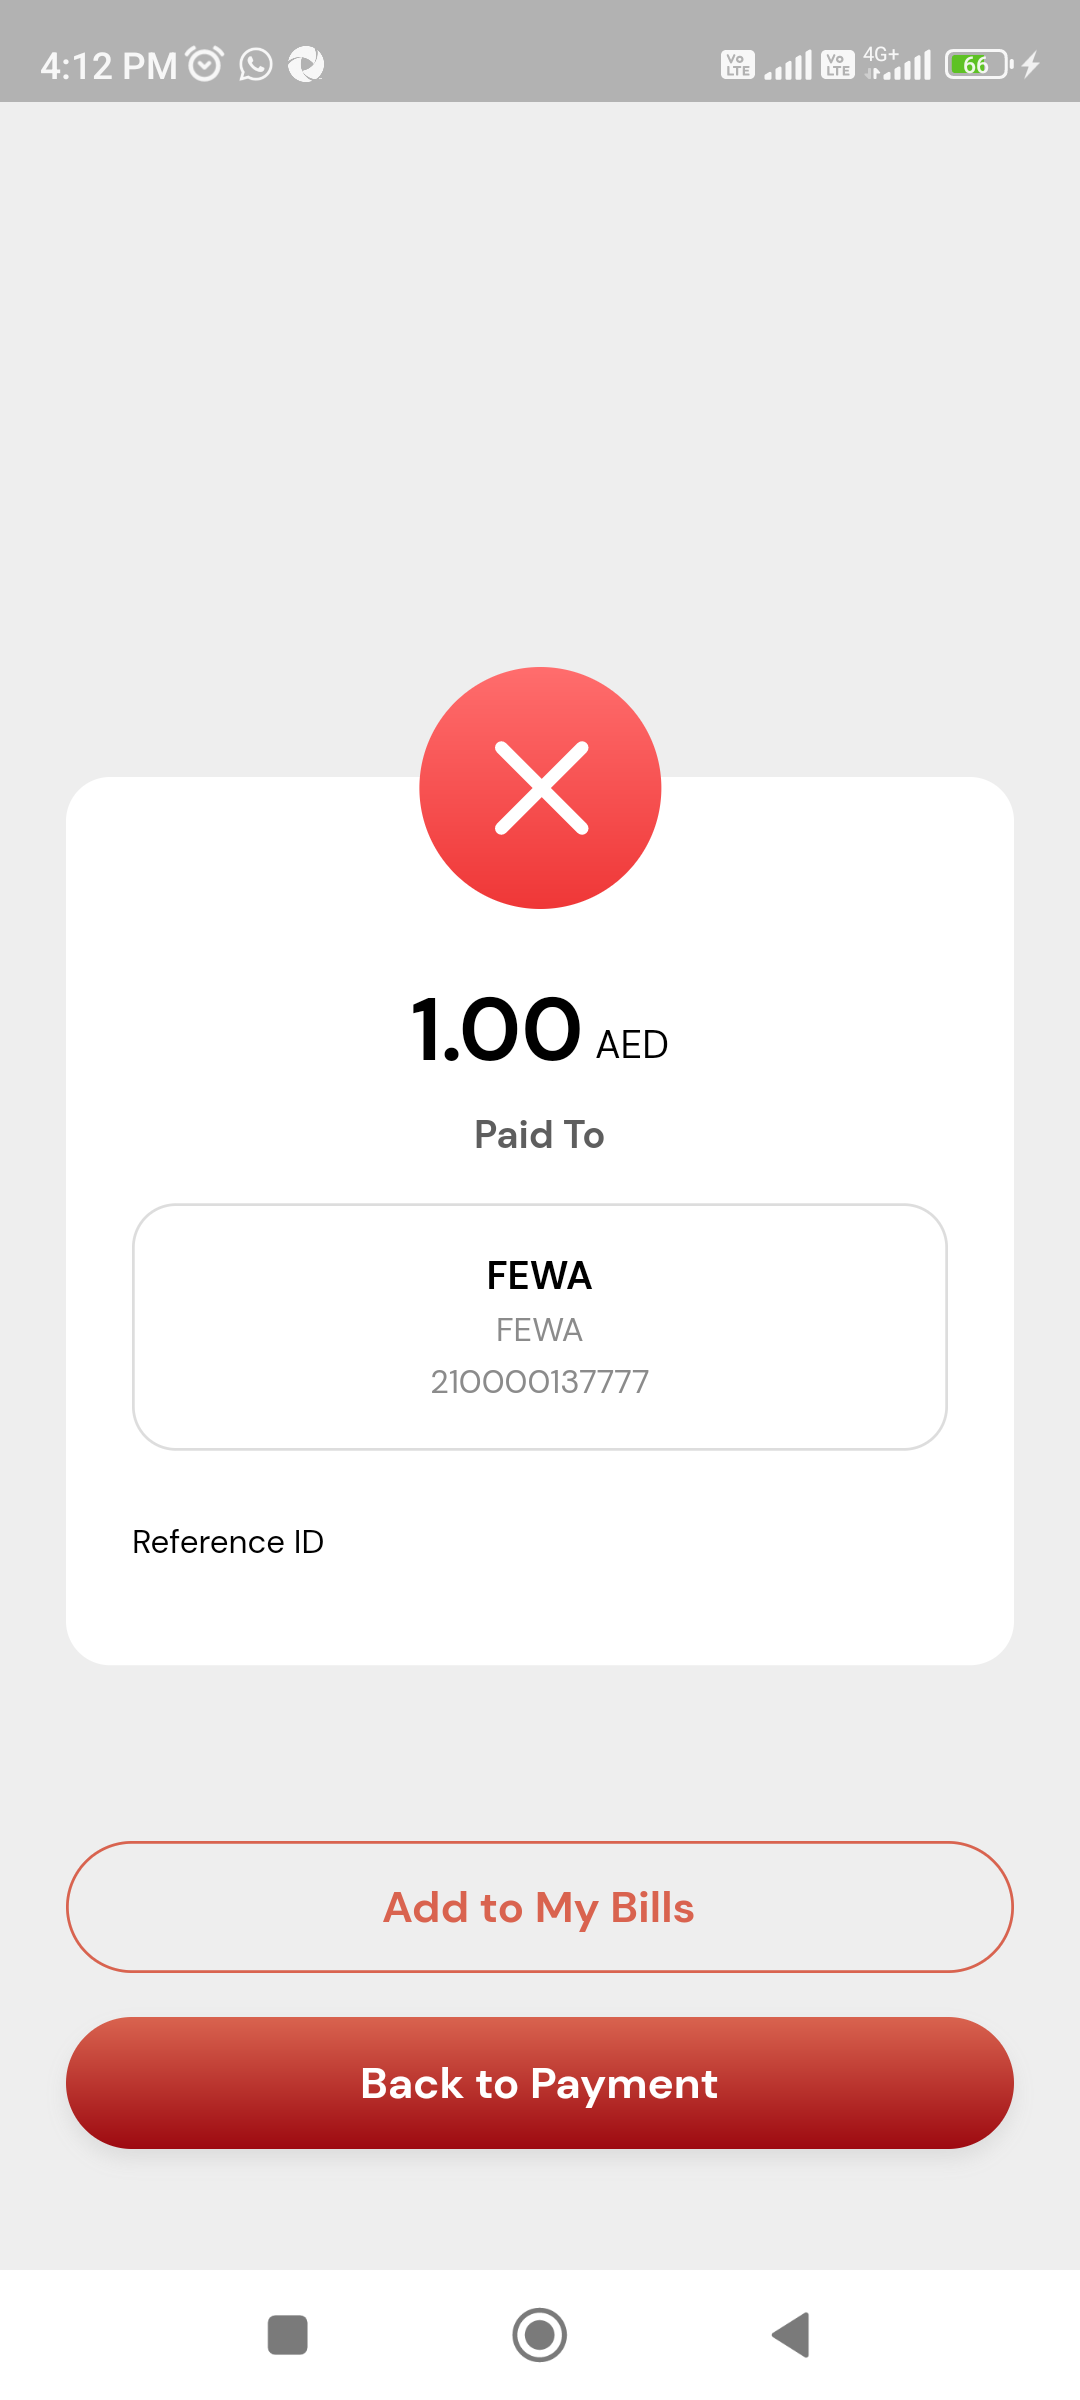 4:12 PM
Vo LTE Vo LTE 4G+ 66
1.00 AED
Paid To
FEWA
FEWA
210000137777
Reference ID
Add to My Bills
Back to Payment